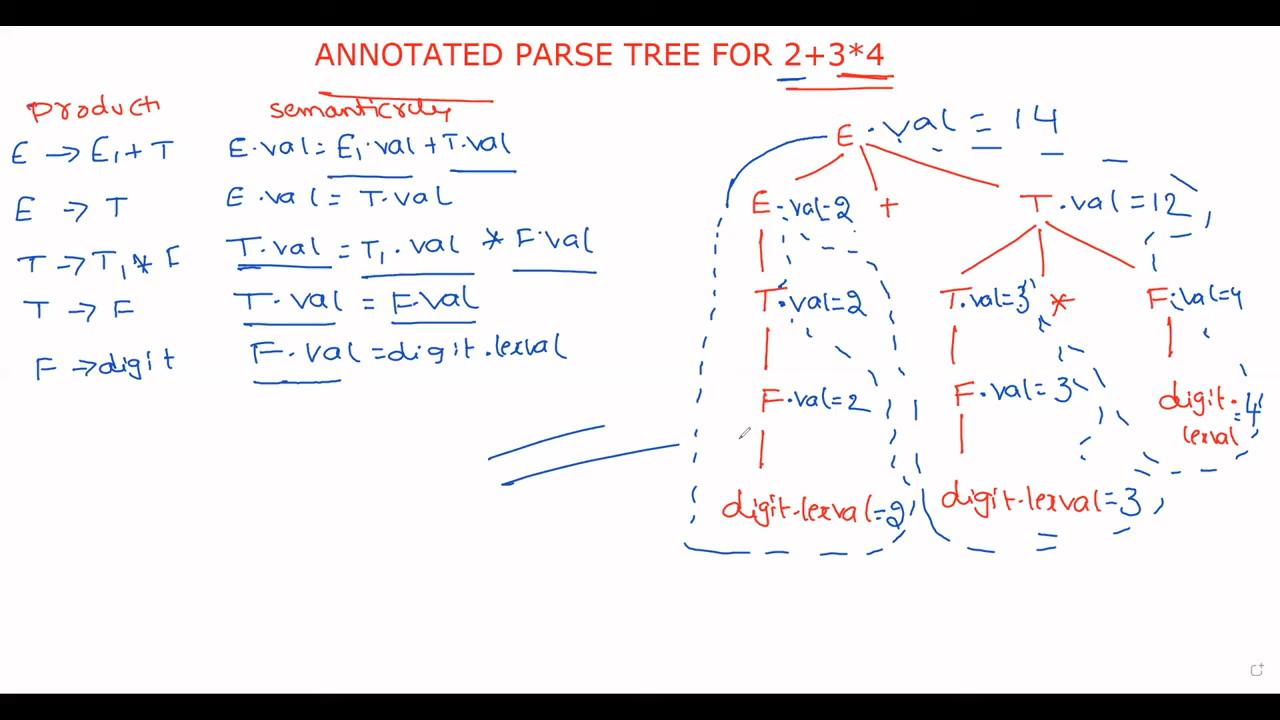 ANNOTATED PARSE TREE FOR 2+3*4
product semanticrule
E → E₁ + T E.val = E₁.val + T.val
E → T E.val = T.val
T → T₁ * F T.val = T₁.val * F.val
T → F T.val = F.val
F → digit F.val = digit.lexval
E.val = 14
E.val=2 + T.val = 12
T.val=2 T.val=3 * F.val=4
F.val=2 F.val=3 digit.lexval=4
digit.lexval=2 digit.lexval=3